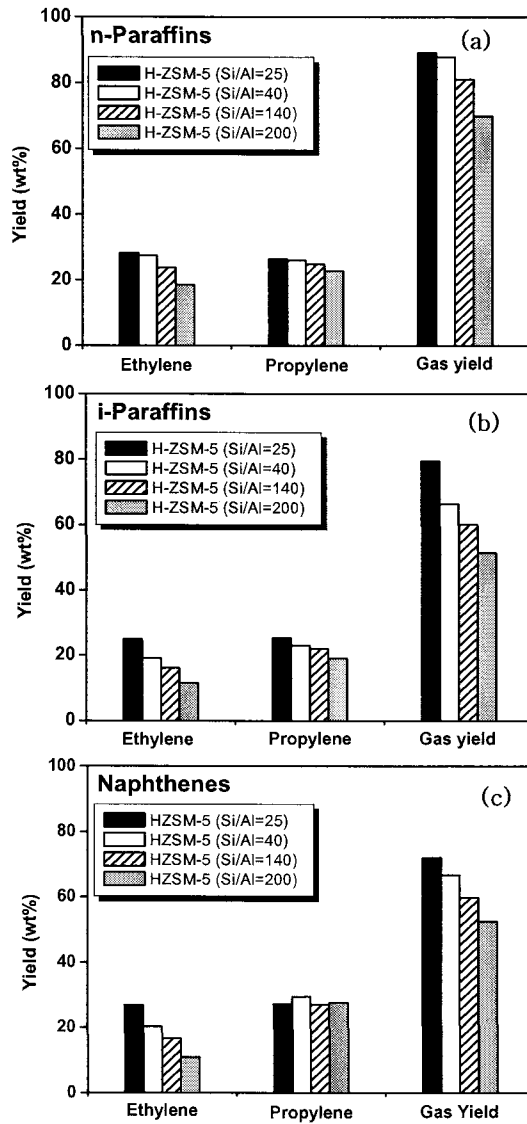 n-Paraffins (a)
H-ZSM-5 (Si/Al=25)
H-ZSM-5 (Si/Al=40)
H-ZSM-5 (Si/Al=140)
H-ZSM-5 (Si/Al=200)
Yield (wt%)
100
80
60
40
20
0
Ethylene Propylene Gas yield
i-Paraffins (b)
H-ZSM-5 (Si/Al=25)
H-ZSM-5 (Si/Al=40)
H-ZSM-5 (Si/Al=140)
H-ZSM-5 (Si/Al=200)
Yield (wt%)
100
80
60
40
20
0
Ethylene Propylene Gas yield
Naphthenes (c)
HZSM-5 (Si/Al=25)
HZSM-5 (Si/Al=40)
HZSM-5 (Si/Al=140)
HZSM-5 (Si/Al=200)
Yield (wt%)
100
80
60
40
20
0
Ethylene Propylene Gas Yield